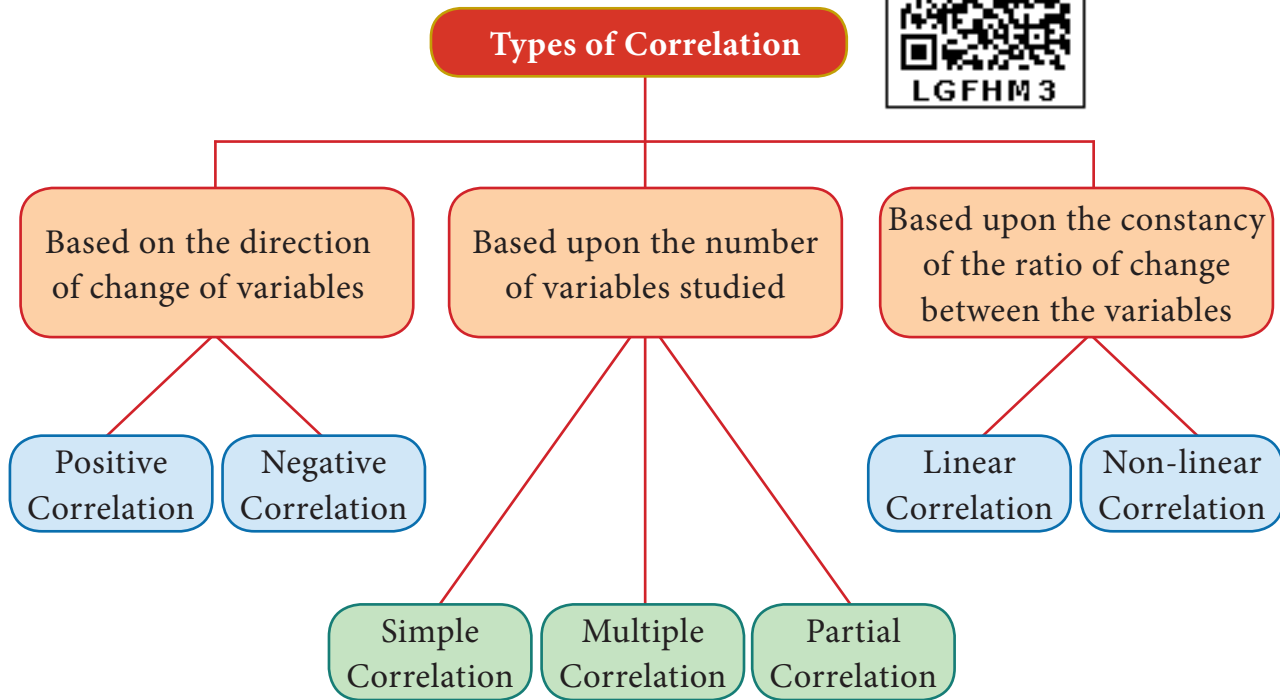 Types of Correlation
LGFHM3
Based on the direction
of change of variables
Based upon the number
of variables studied
Based upon the constancy
of the ratio of change
between the variables
Positive
Correlation
Negative
Correlation
Linear
Correlation
Non-linear
Correlation
Simple
Correlation
Multiple
Correlation
Partial
Correlation